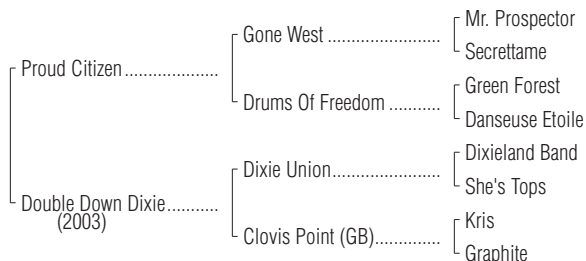 Mr. Prospector
Gone West
Secrettame
Proud Citizen
Green Forest
Drums Of Freedom
Danseuse Etoile
Dixieland Band
Dixie Union
She's Tops
Double Down Dixie
(2003)
Kris
Clovis Point (GB)
Graphite